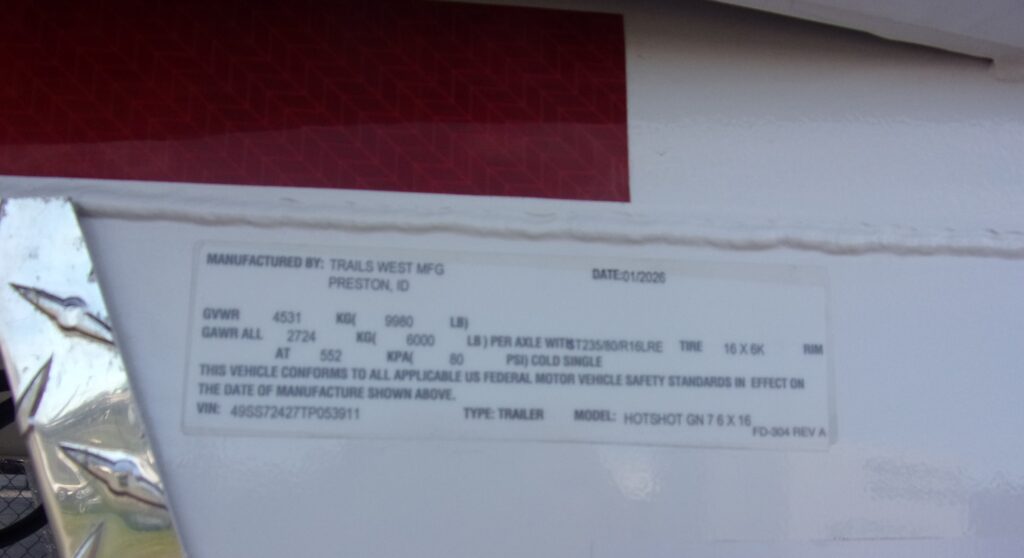 MANUFACTURED BY: TRAILS WEST MFG DATE: 01/2026
PRESTON, ID
GVWR 4531 KG( 9980 LB)
GAWR ALL 2724 KG( 6000 LB ) PER AXLE WITH ST235/80/R16LRE TIRE 16 X 6K RIM
AT 552 KPA( 80 PSI) COLD SINGLE
THIS VEHICLE CONFORMS TO ALL APPLICABLE US FEDERAL MOTOR VEHICLE SAFETY STANDARDS IN EFFECT ON
THE DATE OF MANUFACTURE SHOWN ABOVE.
VIN: 49SS72427TP053911 TYPE: TRAILER MODEL: HOTSHOT GN 7 6 X 16
FD-304 REV A